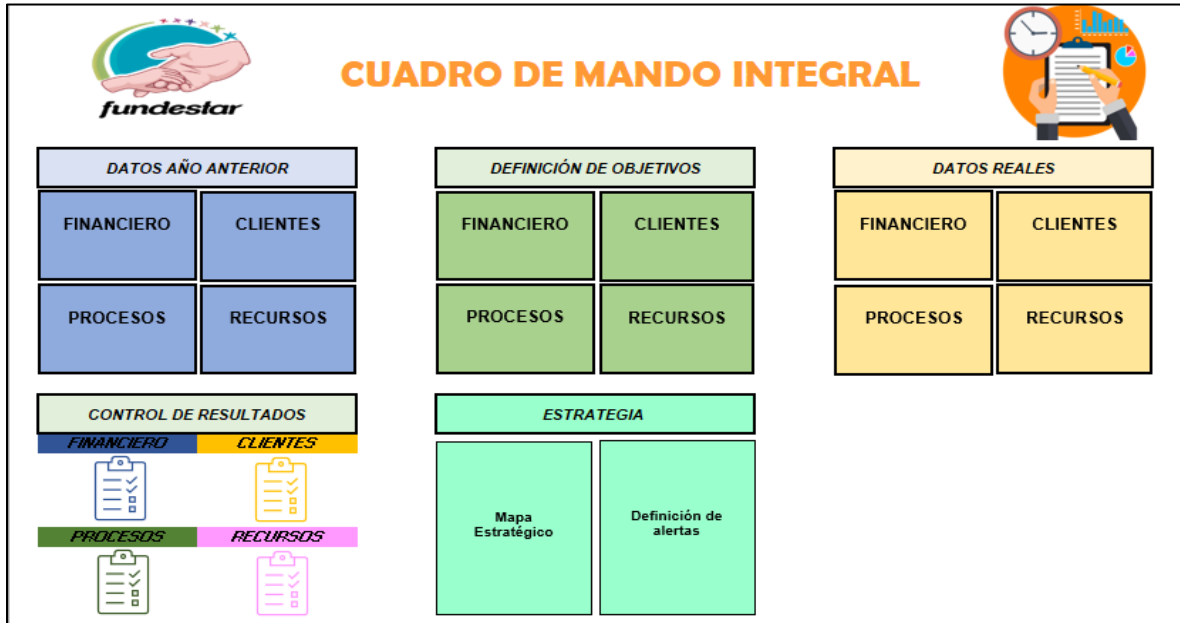 fundestar
CUADRO DE MANDO INTEGRAL
DATOS AÑO ANTERIOR
FINANCIERO
CLIENTES
PROCESOS
RECURSOS
DEFINICIÓN DE OBJETIVOS
FINANCIERO
CLIENTES
PROCESOS
RECURSOS
DATOS REALES
FINANCIERO
CLIENTES
PROCESOS
RECURSOS
CONTROL DE RESULTADOS
FINANCIERO
CLIENTES
PROCESOS
RECURSOS
ESTRATEGIA
Mapa
Estratégico
Definición de
alertas